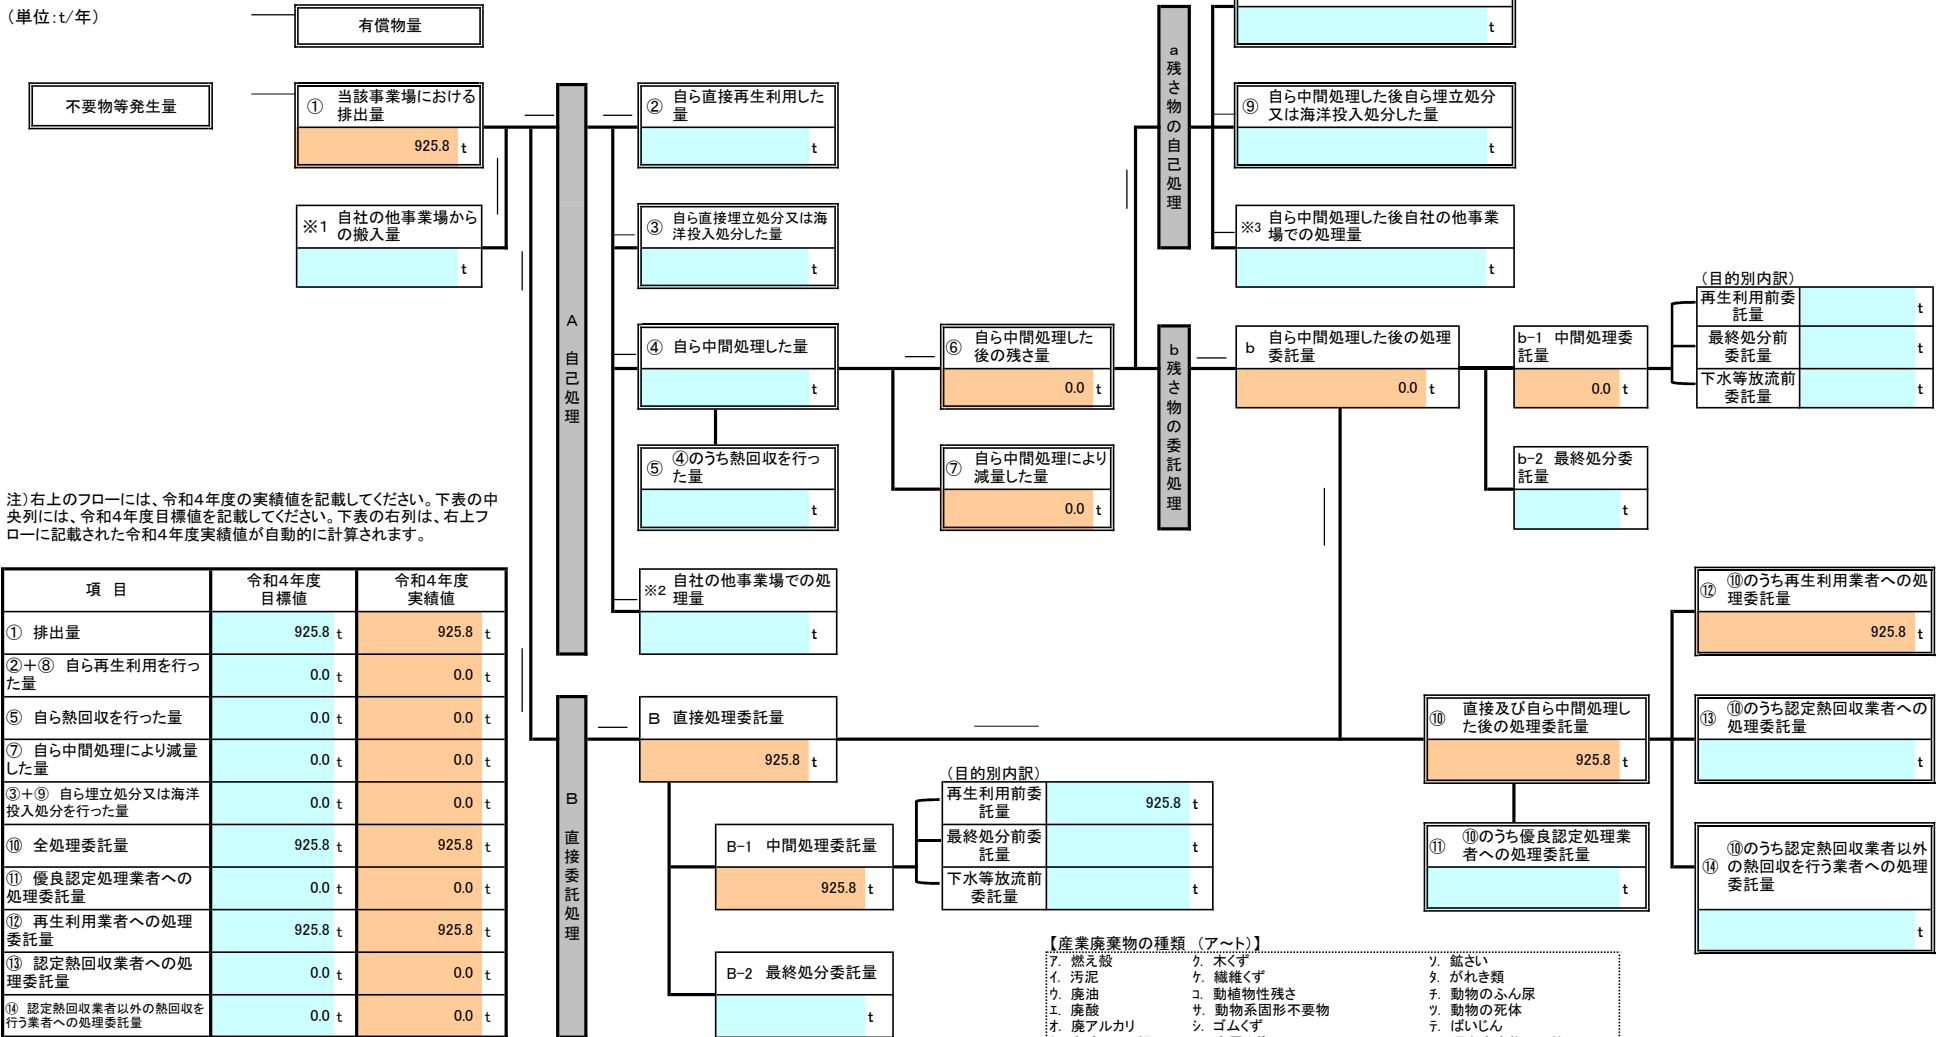 （単位:t/年）
有償物量
t
不要物等発生量
① 当該事業場における
排出量
925.8 t
※1 自社の他事業場から
の搬入量
t
A 自己処理
② 自ら直接再生利用した
量
t
③ 自ら直接埋立処分又は海
洋投入処分した量
t
④ 自ら中間処理した量
t
⑤ ④のうち熱回収を行っ
た量
t
※2 自社の他事業場での処
理量
t
⑥ 自ら中間処理した
後の残さ量
0.0 t
⑦ 自ら中間処理により
減量した量
0.0 t
a 残さ物の自己処理
⑨ 自ら中間処理した後自ら埋立処分
又は海洋投入処分した量
t
※3 自ら中間処理した後自社の他事業
場での処理量
t
b 残さ物の委託処理
b 自ら中間処理した後の処理
委託量
0.0 t
b-1 中間処理委
託量
0.0 t
b-2 最終処分委
託量
t
（目的別内訳）
再生利用前委
託量
t
最終処分前
委託量
t
下水等放流前
委託量
t
注）右上のフローには、令和４年度の実績値を記載してください。下表の中
央列には、令和４年度目標値を記載してください。下表の右列は、右上フ
ローに記載された令和４年度実績値が自動的に計算されます。
項 目
令和４年度
目標値
令和４年度
実績値
① 排出量 925.8 t 925.8 t
②＋⑧ 自ら再生利用を行っ
た量 0.0 t 0.0 t
⑤ 自ら熱回収を行った量 0.0 t 0.0 t
⑦ 自ら中間処理により減量
した量 0.0 t 0.0 t
③＋⑨ 自ら埋立処分又は海洋
投入処分を行った量 0.0 t 0.0 t
⑩ 全処理委託量 925.8 t 925.8 t
⑪ 優良認定処理業者への
処理委託量 0.0 t 0.0 t
⑫ 再生利用業者への処理
委託量 925.8 t 925.8 t
⑬ 認定熱回収業者への処
理委託量 0.0 t 0.0 t
⑭ 認定熱回収業者以外の熱回収を
行う業者への処理委託量 0.0 t 0.0 t
B 直接委託処理
B 直接処理委託量
925.8 t
B-1 中間処理委託量
925.8 t
B-2 最終処分委託量
t
（目的別内訳）
再生利用前委
託量
925.8 t
最終処分前委
託量
t
下水等放流前
委託量
t
⑩ 直接及び自ら中間処理し
た後の処理委託量
925.8 t
⑪ ⑩のうち優良認定処理業
者への処理委託量
t
⑫ ⑩のうち再生利用業者への処
理委託量
925.8 t
⑬ ⑩のうち認定熱回収業者への
処理委託量
t
⑭ ⑩のうち認定熱回収業者以外
の熱回収を行う業者への処理
委託量
t
【産業廃棄物の種類 （ア～ト）】
ア. 燃え殻 ク. 木くず ソ. 鉱さい
イ. 汚泥 ケ. 繊維くず タ. がれき類
ウ. 廃油 コ. 動植物性残さ チ. 動物のふん尿
エ. 廃酸 サ. 動物系固形不要物 ツ. 動物の死体
オ. 廃アルカリ シ. ゴムくず テ. ばいじん